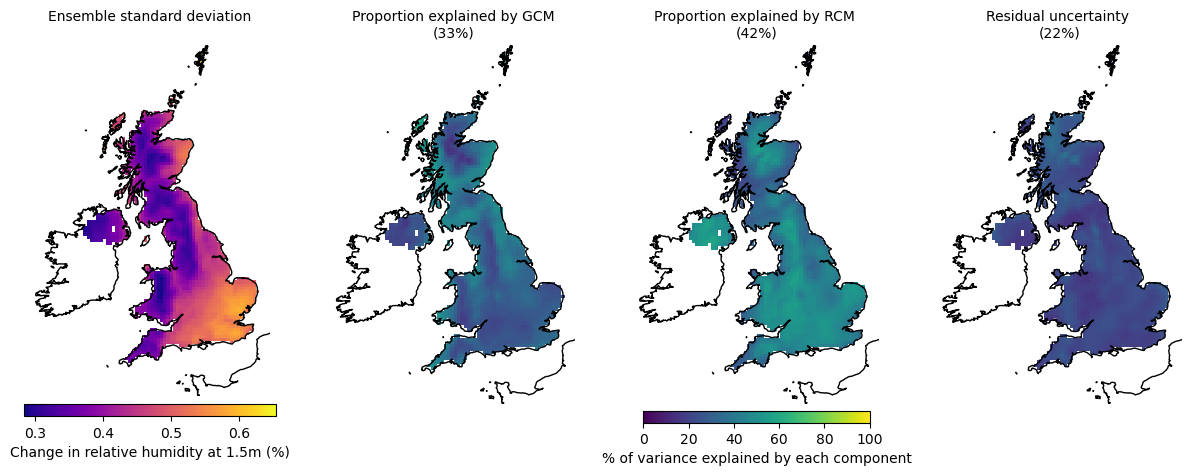 Ensemble standard deviation
Proportion explained by GCM
(33%)
Proportion explained by RCM
(42%)
Residual uncertainty
(22%)
0.3 0.4 0.5 0.6
Change in relative humidity at 1.5m (%)
0 20 40 60 80 100
% of variance explained by each component